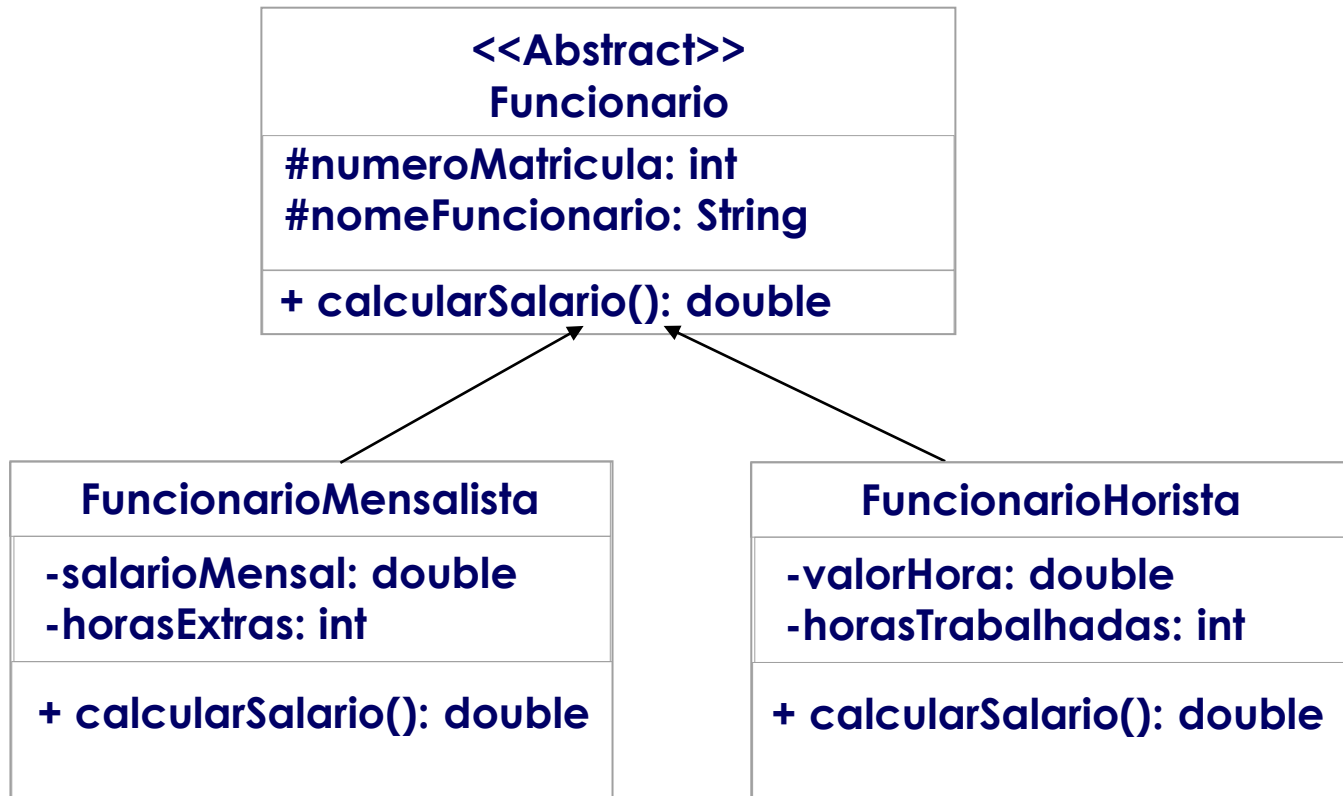 <<Abstract>>
Funcionario
#numeroMatricula: int
#nomeFuncionario: String
+ calcularSalario(): double
FuncionarioMensalista
-salarioMensal: double
-horasExtras: int
+ calcularSalario(): double
FuncionarioHorista
-valorHora: double
-horasTrabalhadas: int
+ calcularSalario(): double